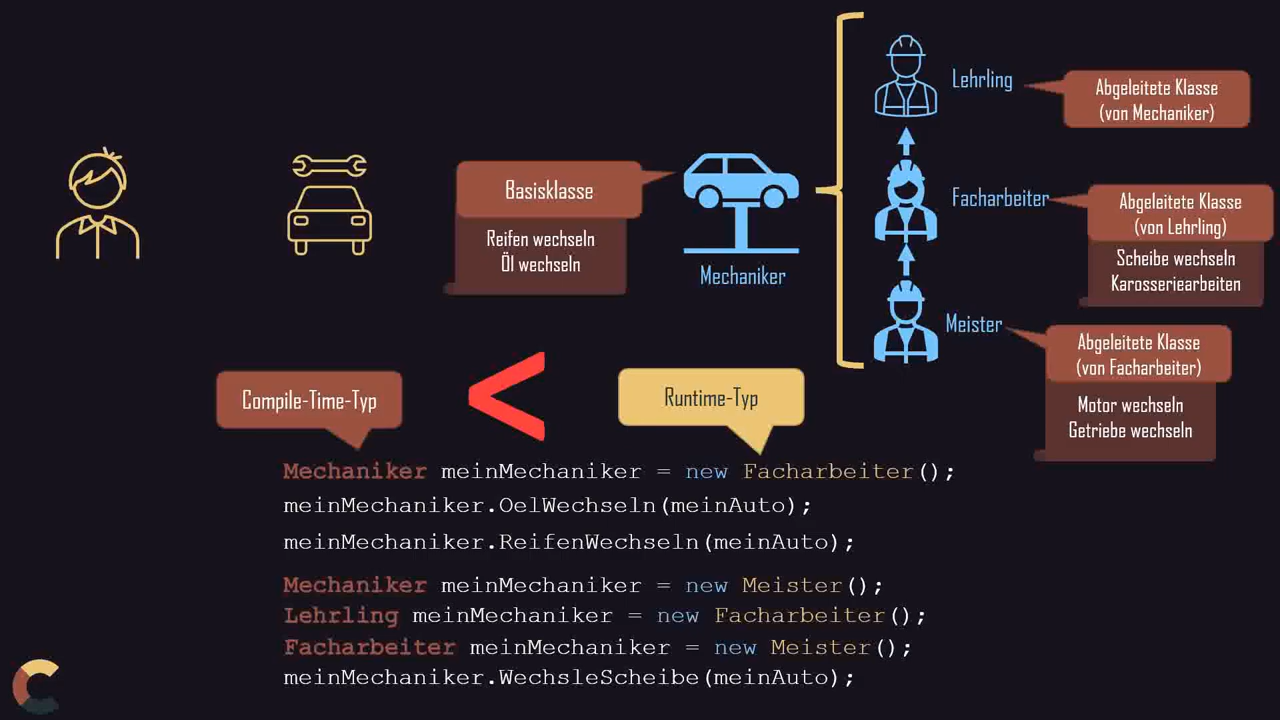 Lehrling
Abgeleitete Klasse
(von Mechaniker)
Basisklasse
Reifen wechseln
Öl wechseln
Mechaniker
Facharbeiter
Abgeleitete Klasse
(von Lehrling)
Scheibe wechseln
Karosseriearbeiten
Meister
Abgeleitete Klasse
(von Facharbeiter)
Motor wechseln
Getriebe wechseln
Compile-Time-Typ
<
Runtime-Typ
Mechaniker meinMechaniker = new Facharbeiter();
meinMechaniker.OelWechseln(meinAuto);
meinMechaniker.ReifenWechseln(meinAuto);
Mechaniker meinMechaniker = new Meister();
Lehrling meinMechaniker = new Facharbeiter();
Facharbeiter meinMechaniker = new Meister();
meinMechaniker.WechsleScheibe(meinAuto);